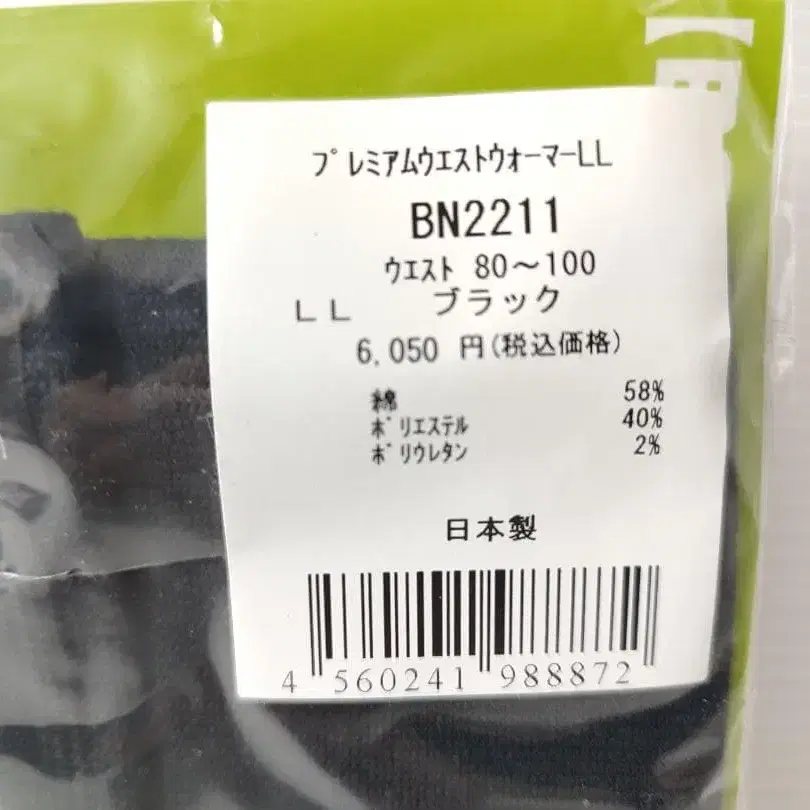 プレミアムウエストウォーマーLL
BN2211
ウエスト 80～100
LL ブラック
6,050 円(税込価格)
綿 58%
ポリエステル 40%
ポリウレタン 2%
日本製
4 560241 988872